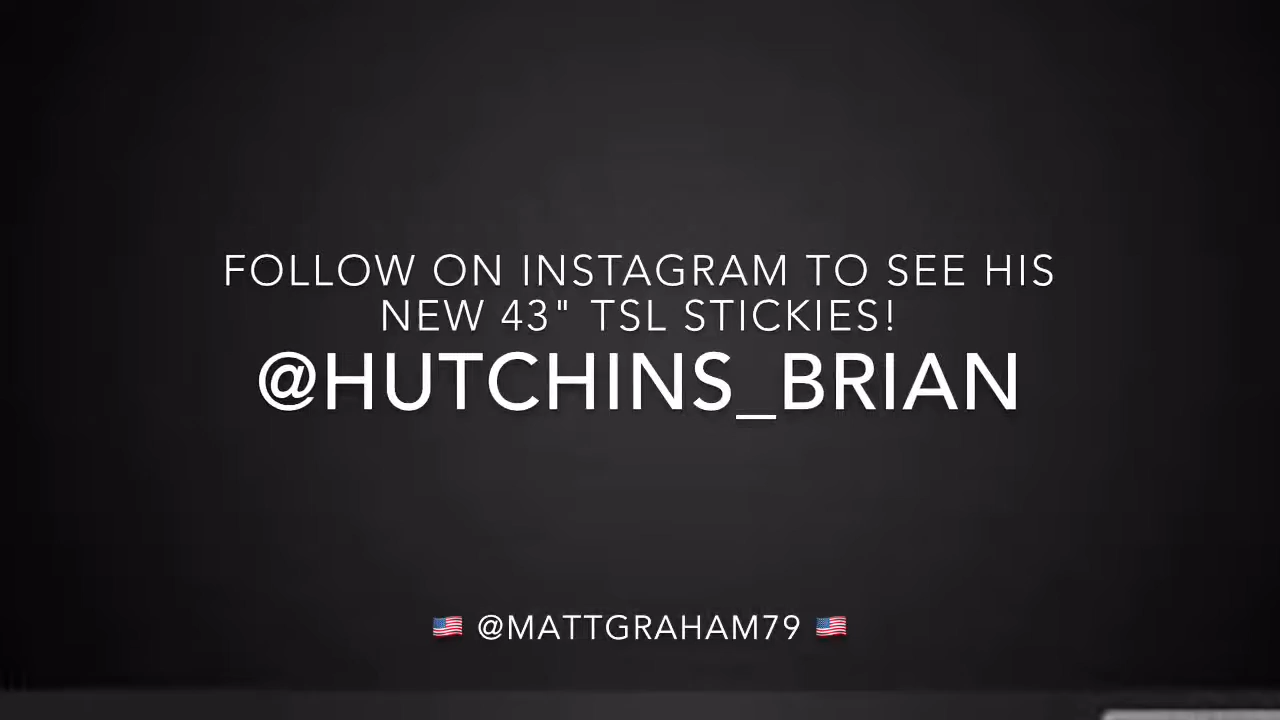 FOLLOW ON INSTAGRAM TO SEE HIS
NEW 43" TSL STICKIES!
@HUTCHINS_BRIAN
🇺🇸 @MATTGRAHAM79 🇺🇸